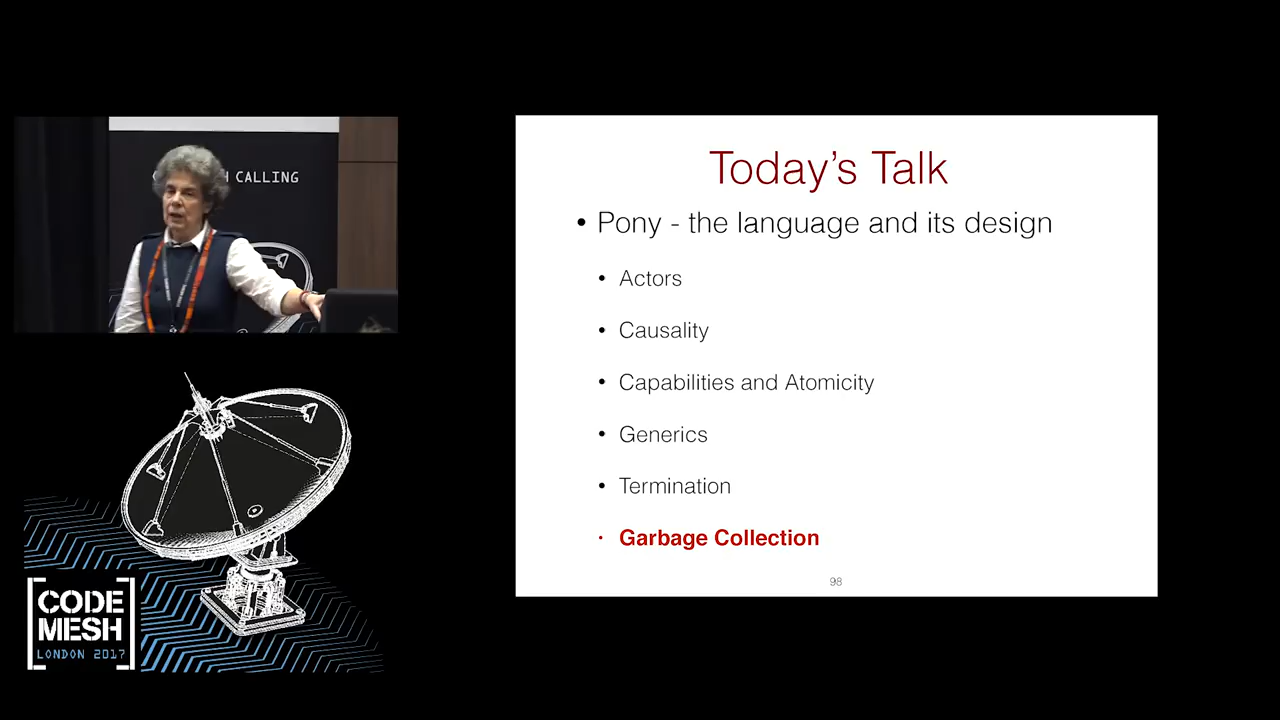 CALLING
Today's Talk
• Pony - the language and its design
• Actors
• Causality
• Capabilities and Atomicity
• Generics
• Termination
• Garbage Collection
98
CODE
MESH
LONDON 2017